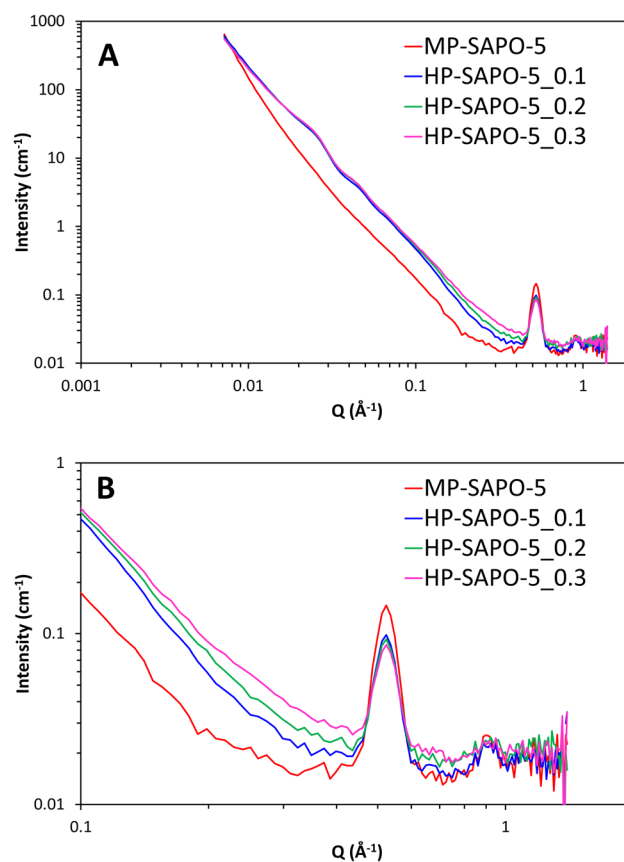 A
MP-SAPO-5
HP-SAPO-5_0.1
HP-SAPO-5_0.2
HP-SAPO-5_0.3
Intensity (cm⁻¹)
1000
100
10
1
0.1
0.01
0.001 0.01 0.1 1
Q (Å⁻¹)
B
MP-SAPO-5
HP-SAPO-5_0.1
HP-SAPO-5_0.2
HP-SAPO-5_0.3
Intensity (cm⁻¹)
1
0.1
0.01
0.1 1
Q (Å⁻¹)